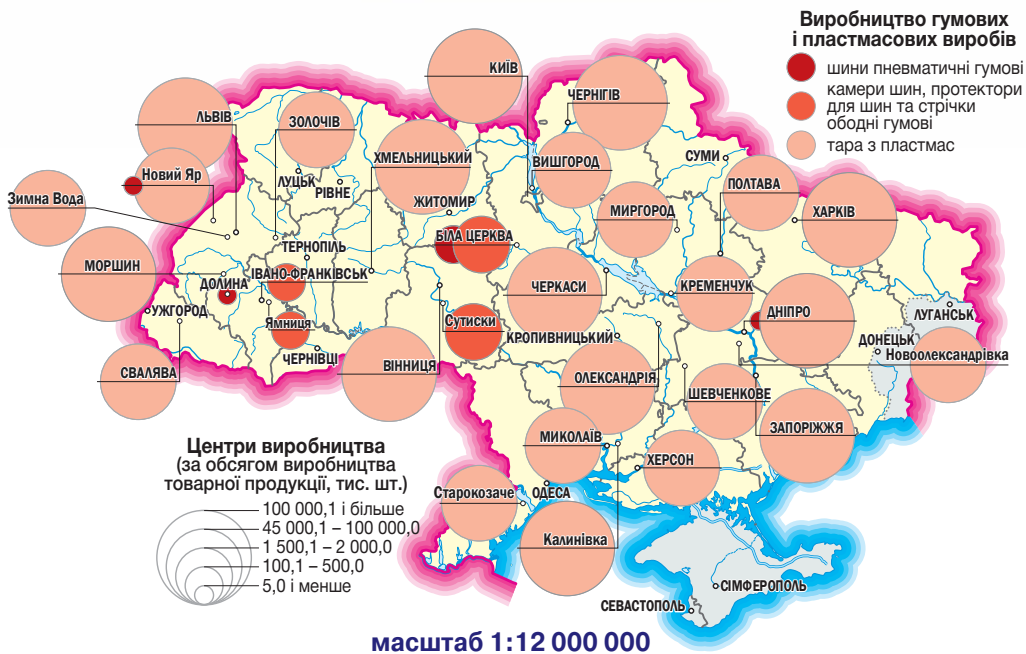 Виробництво гумових
і пластмасових виробів
шини пневматичні гумові
камери шин, протектори
для шин та стрічки
ободні гумові
тара з пластмас
КИЇВ
ЧЕРНІГІВ
ЛЬВІВ
ЗОЛОЧІВ
ХМЕЛЬНИЦЬКИЙ
ВИШГОРОД
СУМИ
Новий Яр
ЛУЦЬК
РІВНЕ
ПОЛТАВА
Зимна Вода
ЖИТОМИР
МИРГОРОД
ХАРКІВ
БІЛА ЦЕРКВА
ТЕРНОПІЛЬ
МОРШИН
ІВАНО-ФРАНКІВСЬК
ДОЛИНА
ЧЕРКАСИ
КРЕМЕНЧУК
УЖГОРОД
ДНІПРО
ЛУГАНСЬК
Ямниця
Сутиски
КРОПИВНИЦЬКИЙ
ДОНЕЦЬК
Новоолександрівка
ЧЕРНІВЦІ
СВАЛЯВА
ВІННИЦЯ
ОЛЕКСАНДРІЯ
ШЕВЧЕНКОВЕ
ЗАПОРІЖЖЯ
МИКОЛАЇВ
ХЕРСОН
Центри виробництва
(за обсягом виробництва
товарної продукції, тис. шт.)
100 000,1 і більше
45 000,1 – 100 000,0
1 500,1 – 2 000,0
100,1 – 500,0
5,0 і менше
Старокозаче
ОДЕСА
Калинівка
СІМФЕРОПОЛЬ
СЕВАСТОПОЛЬ
масштаб 1:12 000 000